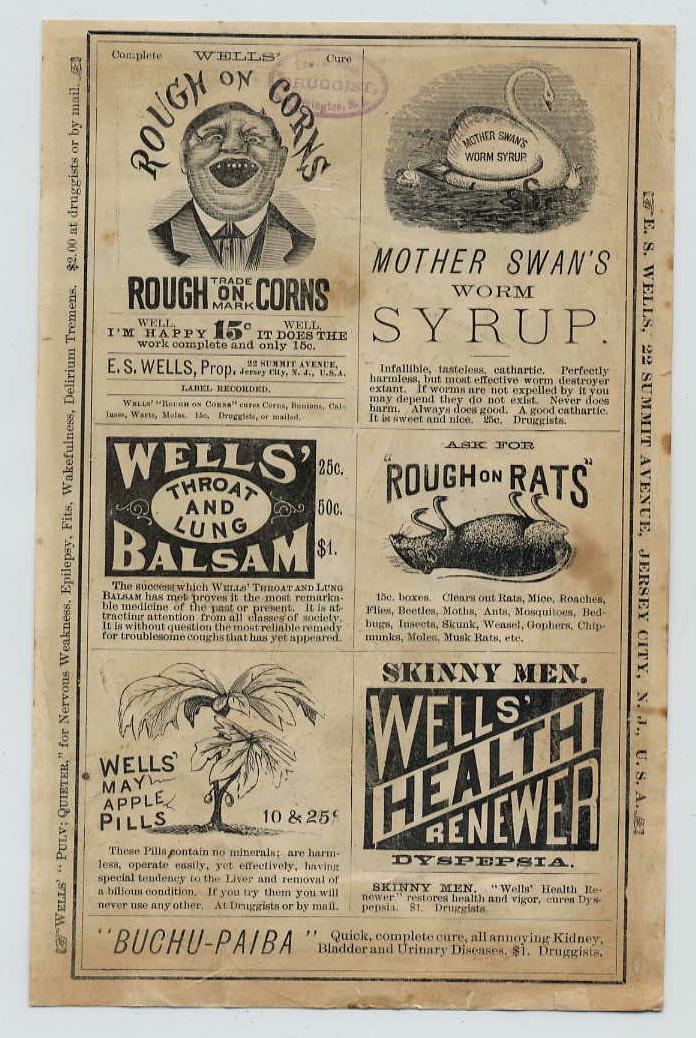 Complete WELLS' Cure
ROUGH ON CORNS
DRUGGIST,
ROUGH TRADE ON MARK CORNS
WELL, 15c WELL,
I'M HAPPY IT DOES THE
work complete and only 15c.
E.S. WELLS, Prop. 22 SUMMIT AVENUE,
Jersey City, N. J., U.S.A.
LABEL RECORDED.
WELLS' "ROUGH ON CORNS" cures Corns, Bunions, Cal-
luses, Warts, Moles. 15c. Druggists, or mailed.
MOTHER SWAN'S
WORM SYRUP.
MOTHER SWAN'S
WORM
SYRUP.
Infallible, tasteless, cathartic. Perfectly
harmless, but most effective worm destroyer
extant. If worms are not expelled by it you
may depend they do not exist. Never does
harm. Always does good. A good cathartic.
It is sweet and nice. 25c. Druggists.
WELLS' 25c.
THROAT
AND 50c.
LUNG
BALSAM $1.
The success which WELLS' THROAT AND LUNG
BALSAM has met proves it the most remarka-
ble medicine of the past or present. It is at-
tracting attention from all classes of society.
It is without question the most reliable remedy
for troublesome coughs that has yet appeared.
ASK FOR
"ROUGH ON RATS"
15c. boxes. Clears out Rats, Mice, Roaches,
Flies, Beetles, Moths, Ants, Mosquitoes, Bed-
bugs, Insects, Skunk, Weasel, Gophers, Chip-
munks, Moles, Musk Rats, etc.
WELLS'
MAY
APPLE
PILLS 10 & 25c
These Pills contain no minerals; are harm-
less, operate easily, yet effectively, having
special tendency to the Liver and removal of
a bilious condition. If you try them you will
never use any other. At Druggists or by mail.
SKINNY MEN.
WELLS'
HEALTH
RENEWER
DYSPEPSIA.
SKINNY MEN. "Wells' Health Re-
newer" restores health and vigor, cures Dys-
pepsia. $1. Druggists.
"BUCHU-PAIBA" Quick, complete cure, all annoying Kidney,
Bladder and Urinary Diseases. $1. Druggists.
WELLS' "PULV; QUIETER," for Nervous Weakness, Epilepsy, Fits, Wakefulness, Delirium Tremens. $2.00 at druggists or by mail.
E. S. WELLS, 22 SUMMIT AVENUE, JERSEY CITY, N. J., U. S. A.